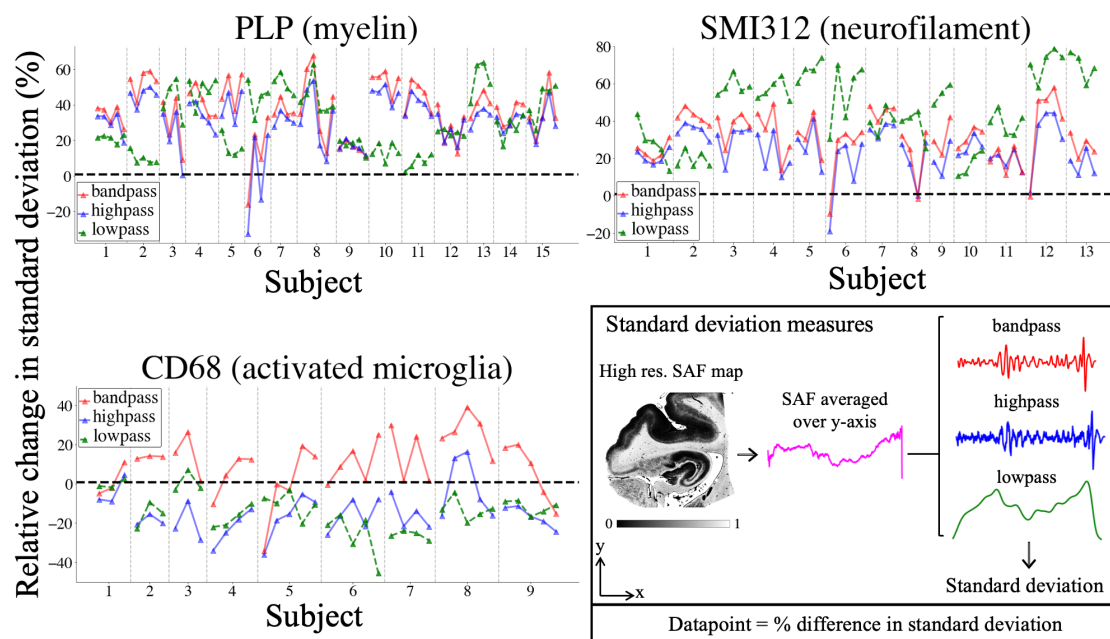 Relative change in standard deviation (%)
PLP (myelin)
60
40
20
0
−20
bandpass
highpass
lowpass
1 2 3 4 5 6 7 8 9 10 11 12 13 14 15
Subject
SMI312 (neurofilament)
80
60
40
20
0
−20
bandpass
highpass
lowpass
1 2 3 4 5 6 7 8 9 10 11 12 13
Subject
CD68 (activated microglia)
40
20
0
−20
−40
bandpass
highpass
lowpass
1 2 3 4 5 6 7 8 9
Subject
Standard deviation measures
High res. SAF map
0 1
y
x
SAF averaged
over y-axis
bandpass
highpass
lowpass
Standard deviation
Datapoint = % difference in standard deviation